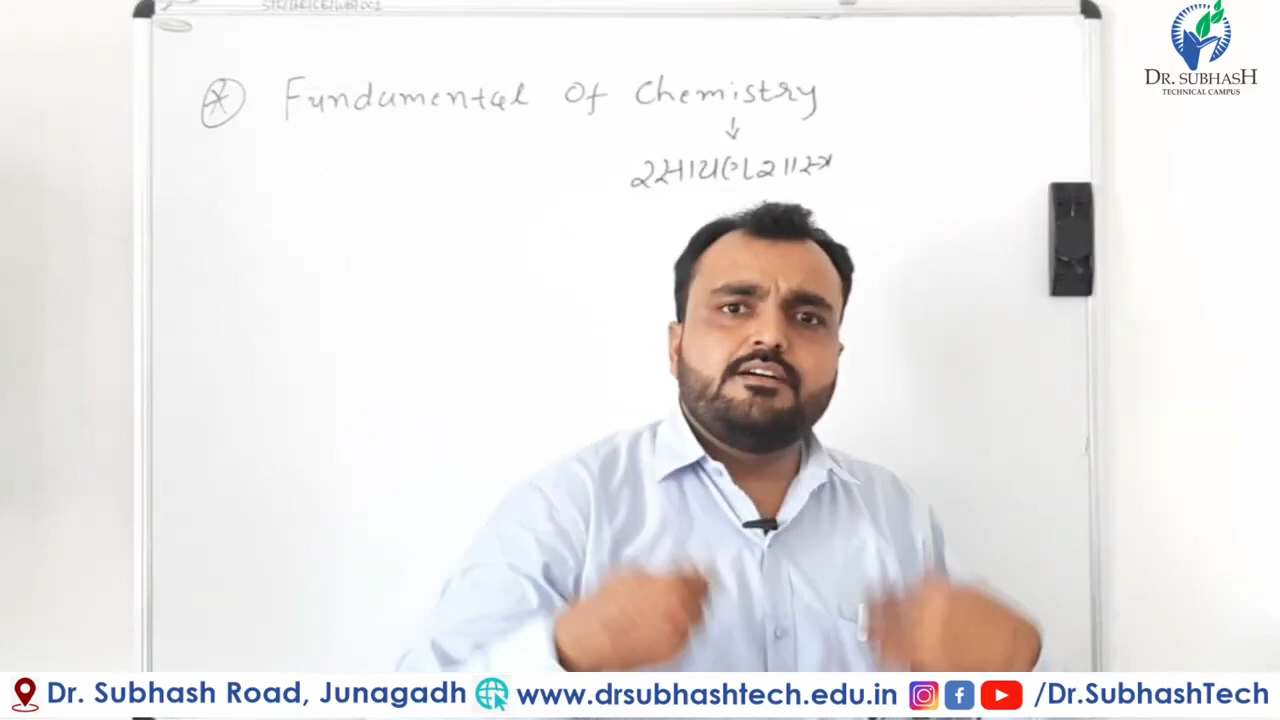 DR. SUBHASH
TECHNICAL CAMPUS
Fundamental Of Chemistry
રસાયણશાસ્ત્ર
Dr. Subhash Road, Junagadh www.drsubhashtech.edu.in /Dr.SubhashTech